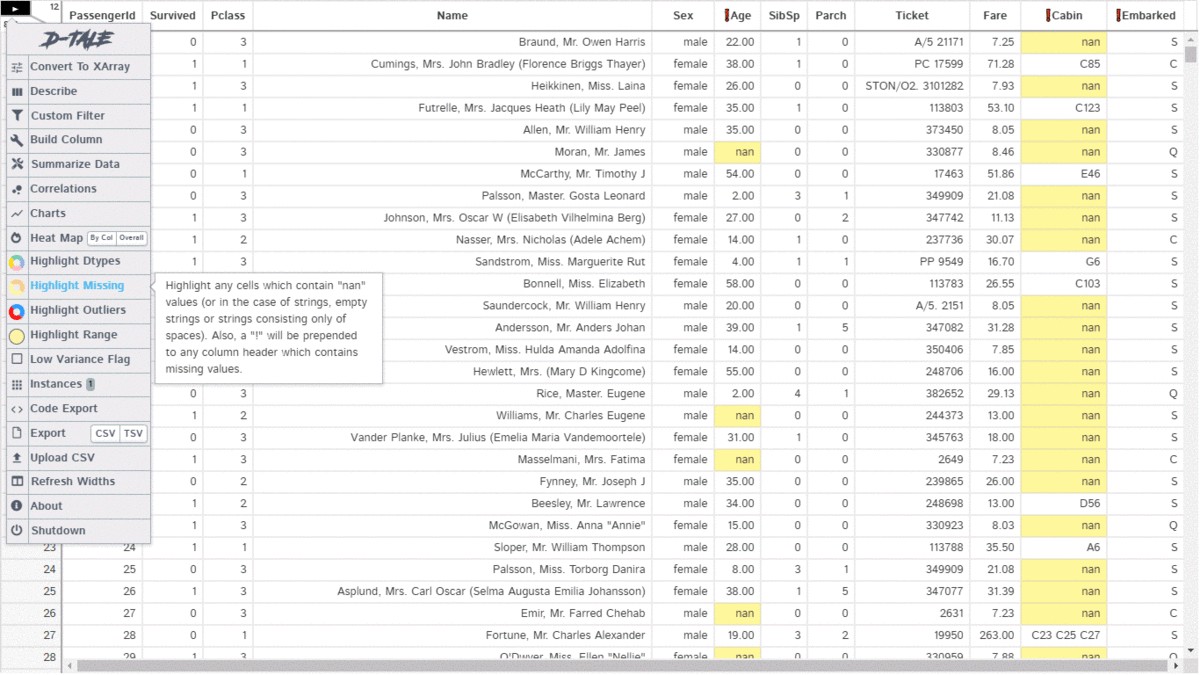 ▶ 12 PassengerId Survived Pclass Name Sex Age SibSp Parch Ticket Fare Cabin Embarked
D-TALE
Convert To XArray
Describe
Custom Filter
Build Column
Summarize Data
Correlations
Charts
Heat Map By Col Overall
Highlight Dtypes
Highlight Missing
Highlight Outliers
Highlight Range
Low Variance Flag
Instances 1
Code Export
Export CSV TSV
Upload CSV
Refresh Widths
About
Shutdown
Highlight any cells which contain "nan"
values (or in the case of strings, empty
strings or strings consisting only of
spaces). Also, a "!" will be prepended
to any column header which contains
missing values.
0 3 Braund, Mr. Owen Harris male 22.00 1 0 A/5 21171 7.25 nan S
1 1 Cumings, Mrs. John Bradley (Florence Briggs Thayer) female 38.00 1 0 PC 17599 71.28 C85 C
1 3 Heikkinen, Miss. Laina female 26.00 0 0 STON/O2. 3101282 7.93 nan S
1 1 Futrelle, Mrs. Jacques Heath (Lily May Peel) female 35.00 1 0 113803 53.10 C123 S
0 3 Allen, Mr. William Henry male 35.00 0 0 373450 8.05 nan S
0 3 Moran, Mr. James male nan 0 0 330877 8.46 nan Q
0 1 McCarthy, Mr. Timothy J male 54.00 0 0 17463 51.86 E46 S
0 3 Palsson, Master. Gosta Leonard male 2.00 3 1 349909 21.08 nan S
1 3 Johnson, Mrs. Oscar W (Elisabeth Vilhelmina Berg) female 27.00 0 2 347742 11.13 nan S
1 2 Nasser, Mrs. Nicholas (Adele Achem) female 14.00 1 0 237736 30.07 nan C
1 3 Sandstrom, Miss. Marguerite Rut female 4.00 1 1 PP 9549 16.70 G6 S
Bonnell, Miss. Elizabeth female 58.00 0 0 113783 26.55 C103 S
Saundercock, Mr. William Henry male 20.00 0 0 A/5. 2151 8.05 nan S
Andersson, Mr. Anders Johan male 39.00 1 5 347082 31.28 nan S
Vestrom, Miss. Hulda Amanda Adolfina female 14.00 0 0 350406 7.85 nan S
Hewlett, Mrs. (Mary D Kingcome) female 55.00 0 0 248706 16.00 nan S
0 3 Rice, Master. Eugene male 2.00 4 1 382652 29.13 nan Q
1 2 Williams, Mr. Charles Eugene male nan 0 0 244373 13.00 nan S
0 3 Vander Planke, Mrs. Julius (Emelia Maria Vandemoortele) female 31.00 1 0 345763 18.00 nan S
1 3 Masselmani, Mrs. Fatima female nan 0 0 2649 7.23 nan C
0 2 Fynney, Mr. Joseph J male 35.00 0 0 239865 26.00 nan S
1 2 Beesley, Mr. Lawrence male 34.00 0 0 248698 13.00 D56 S
1 3 McGowan, Miss. Anna "Annie" female 15.00 0 0 330923 8.03 nan Q
23 24 1 1 Sloper, Mr. William Thompson male 28.00 0 0 113788 35.50 A6 S
24 25 0 3 Palsson, Miss. Torborg Danira female 8.00 3 1 349909 21.08 nan S
25 26 1 3 Asplund, Mrs. Carl Oscar (Selma Augusta Emilia Johansson) female 38.00 1 5 347077 31.39 nan S
26 27 0 3 Emir, Mr. Farred Chehab male nan 0 0 2631 7.23 nan C
27 28 0 1 Fortune, Mr. Charles Alexander male 19.00 3 2 19950 263.00 C23 C25 C27 S
28 29 1 3 O'Dwyer, Miss. Ellen "Nellie" female nan 0 0 330959 7.88 nan Q